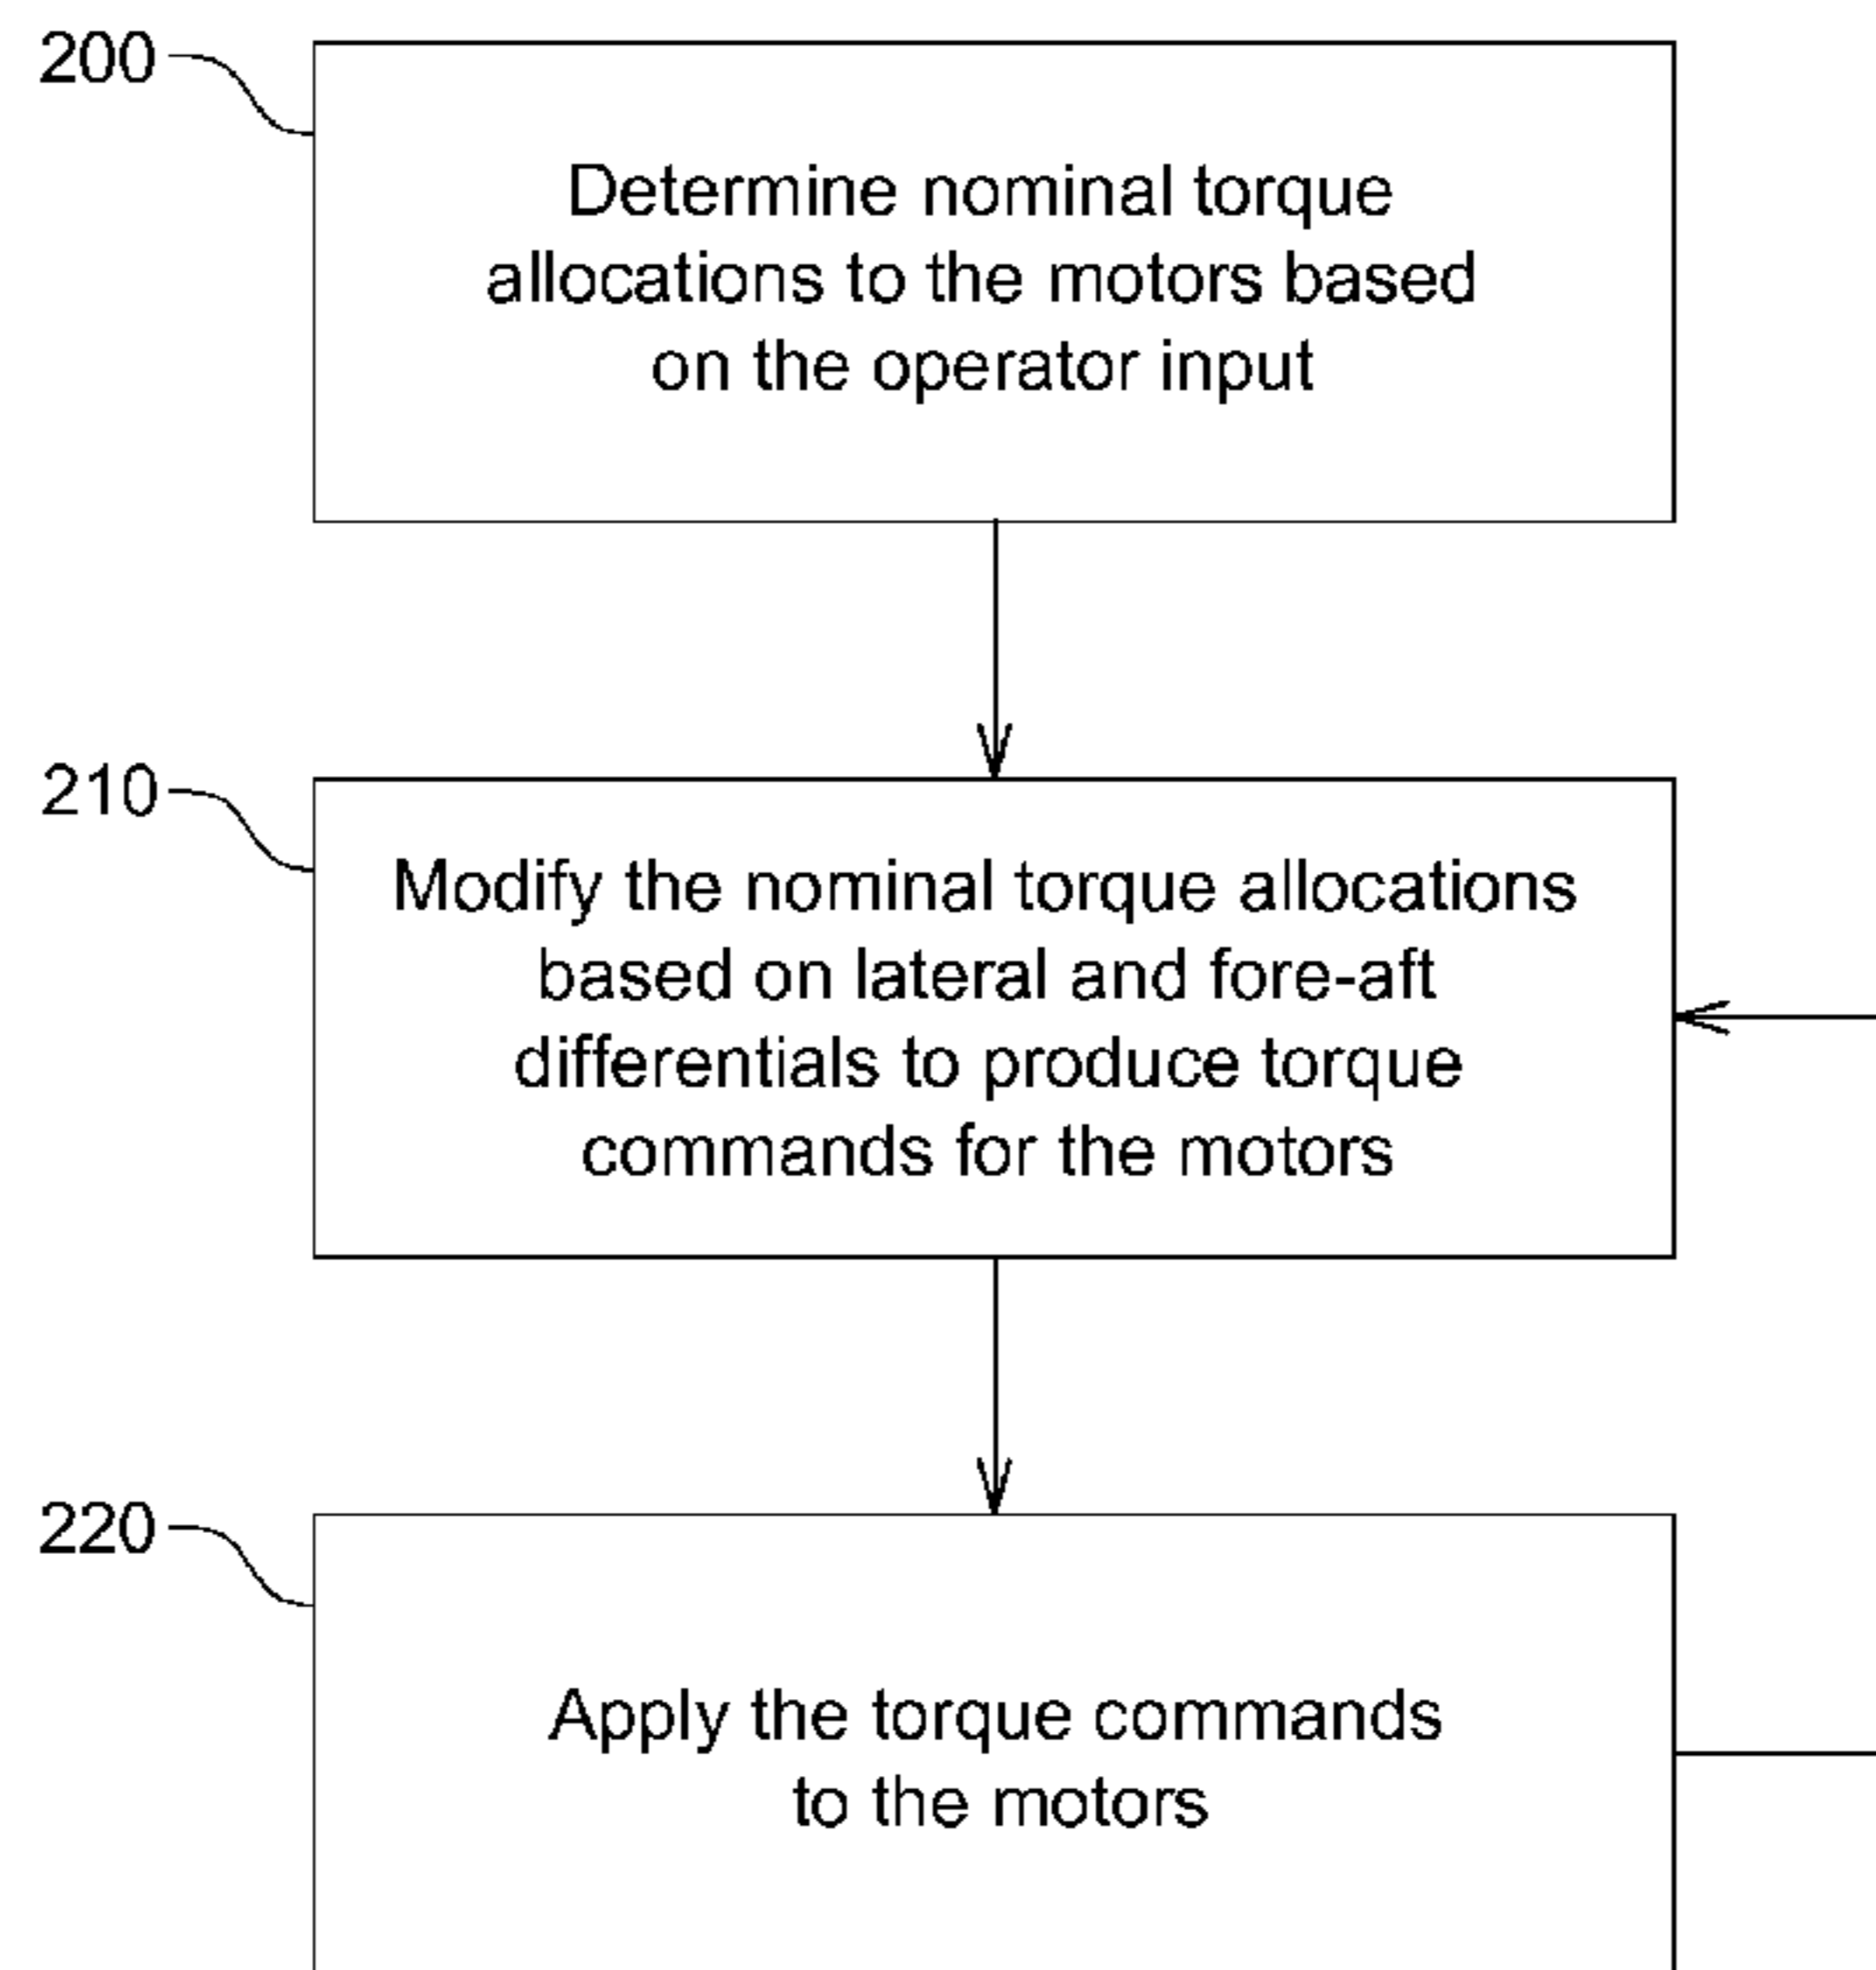 200
Determine nominal torque
allocations to the motors based
on the operator input
210
Modify the nominal torque allocations
based on lateral and fore-aft
differentials to produce torque
commands for the motors
220
Apply the torque commands
to the motors